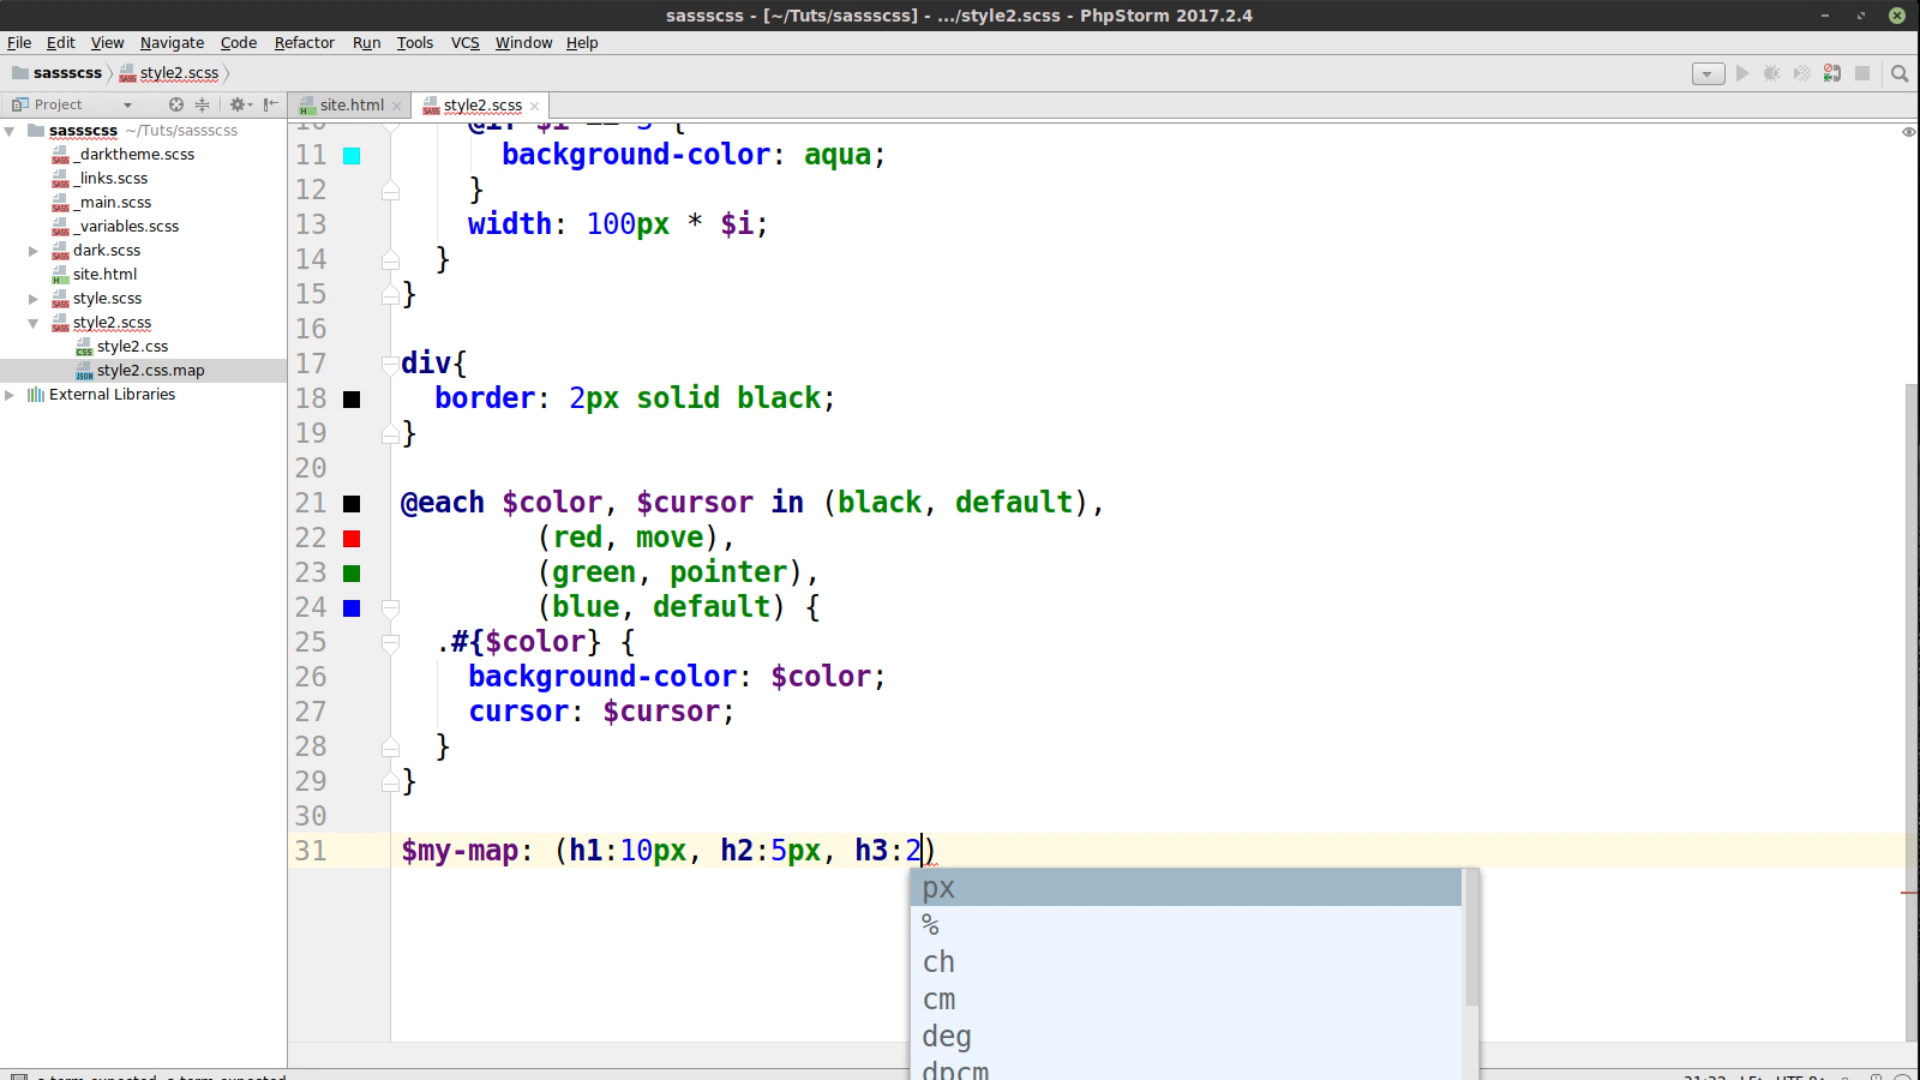 sassscss - [~/Tuts/sassscss] - .../style2.scss - PhpStorm 2017.2.4
File Edit View Navigate Code Refactor Run Tools VCS Window Help
sassscss style2.scss
Project
site.html
style2.scss
sassscss ~/Tuts/sassscss
_darktheme.scss
_links.scss
_main.scss
_variables.scss
dark.scss
site.html
style.scss
style2.scss
style2.css
style2.css.map
External Libraries
10 @if $i == 3 {
11 background-color: aqua;
12 }
13 width: 100px * $i;
14 }
15 }
16
17 div{
18 border: 2px solid black;
19 }
20
21 @each $color, $cursor in (black, default),
22 (red, move),
23 (green, pointer),
24 (blue, default) {
25 .#{$color} {
26 background-color: $color;
27 cursor: $cursor;
28 }
29 }
30
31 $my-map: (h1:10px, h2:5px, h3:2)
px
%
ch
cm
deg
dpcm